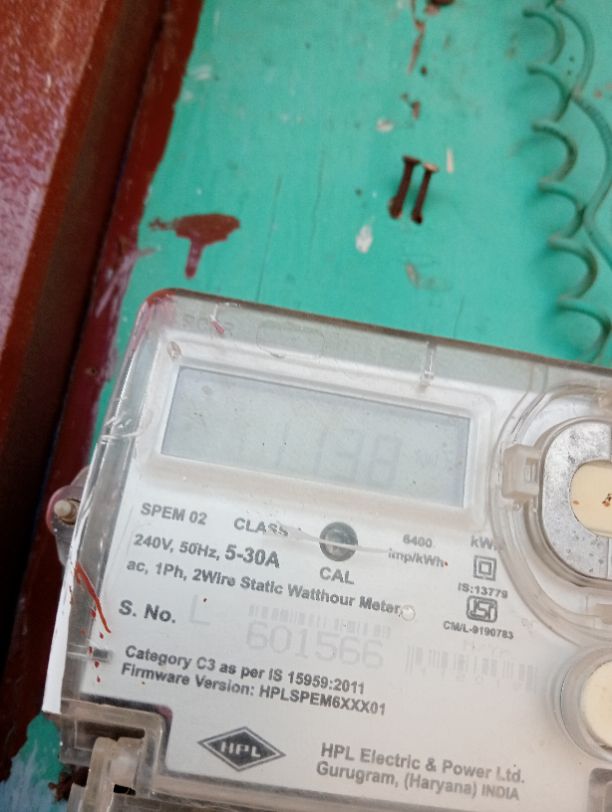 SPEM 02 CLASS
CAL
6400
imp/kWh
240V, 50Hz, 5-30A
ac, 1Ph, 2Wire Static Watthour Meter
IS:13779
CM/L-9190783
S. No. L
601566
Category C3 as per IS 15959:2011
Firmware Version: HPLSPEM6XXX01
HPL
HPL Electric & Power Ltd.
Gurugram, (Haryana) INDIA